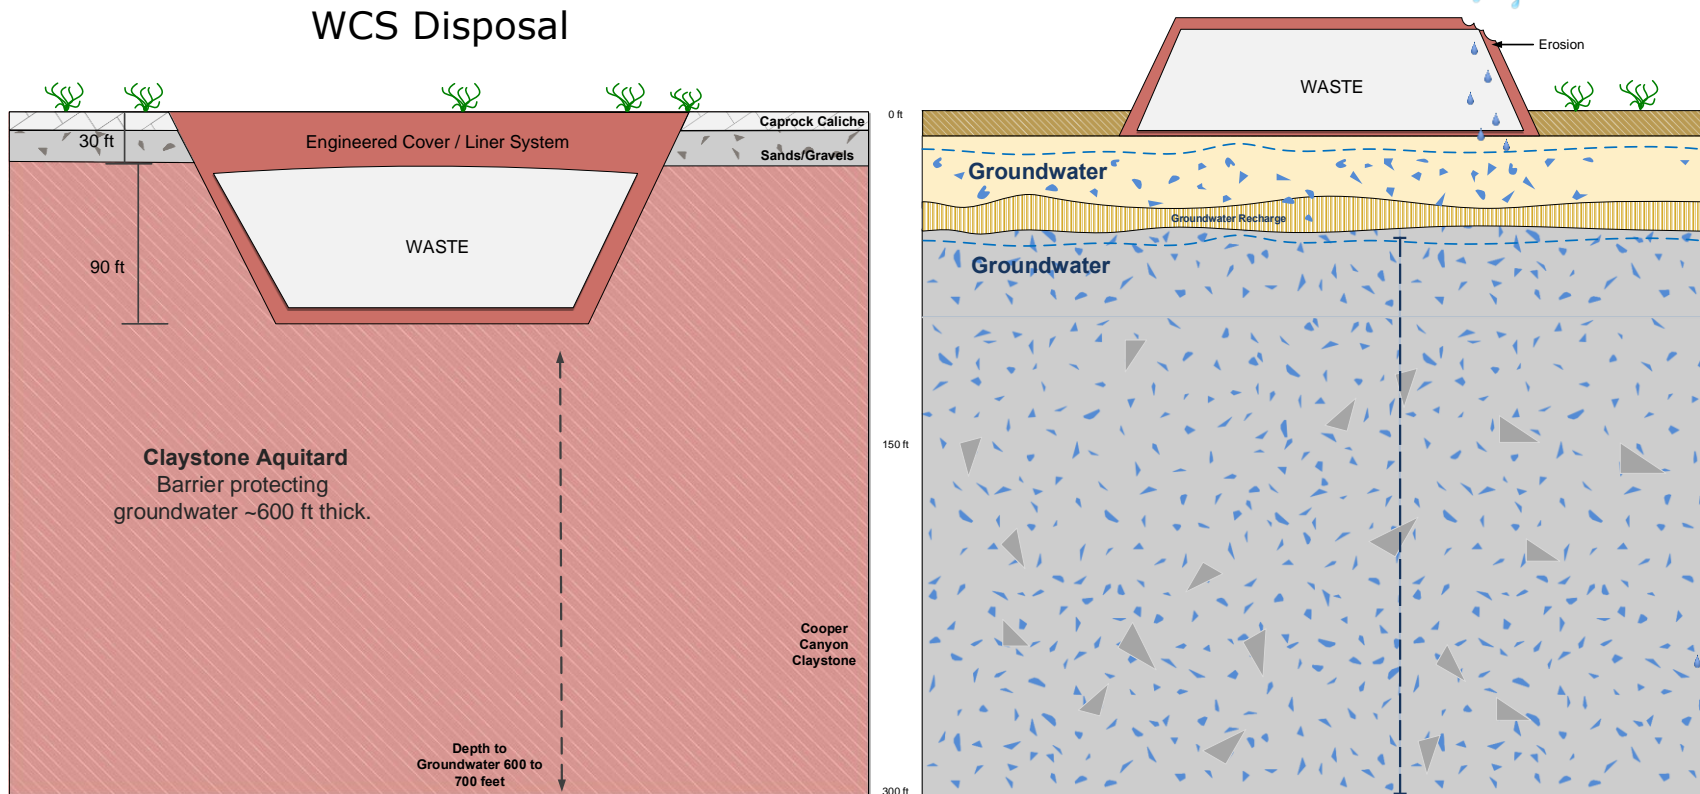 WCS Disposal
30 ft
90 ft
Engineered Cover / Liner System
Caprock Caliche
Sands/Gravels
WASTE
Claystone Aquitard
Barrier protecting
groundwater ~600 ft thick.
Cooper
Canyon
Claystone
Depth to
Groundwater 600 to
700 feet
0 ft
150 ft
300 ft
WASTE
Erosion
Groundwater
Groundwater Recharge
Groundwater